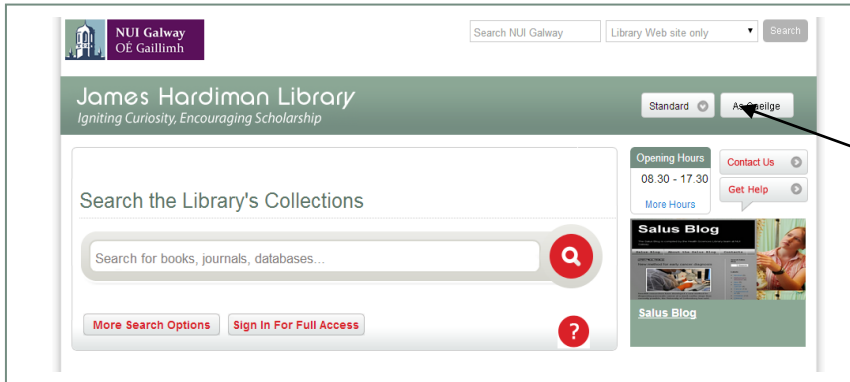 NUI Galway
OÉ Gaillimh
Search NUI Galway
Library Web site only
Search
James Hardiman Library
Igniting Curiosity, Encouraging Scholarship
Standard
As Gaeilge
Search the Library's Collections
Search for books, journals, databases...
More Search Options
Sign In For Full Access
?
Opening Hours
08.30 - 17.30
More Hours
Contact Us
Get Help
Salus Blog
Salus Blog